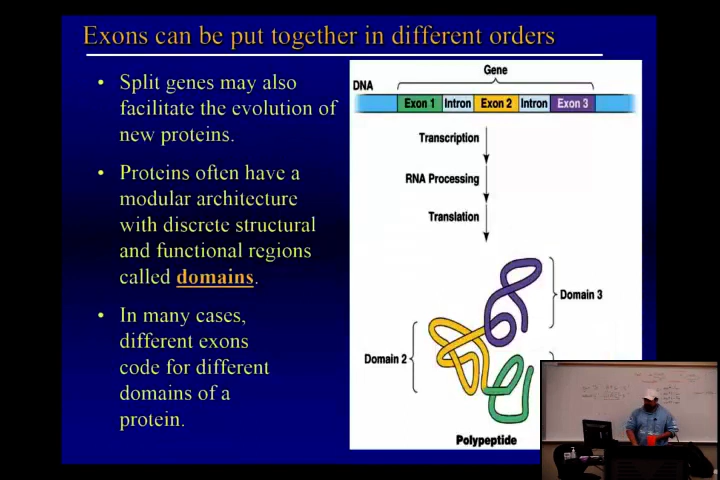 Exons can be put together in different orders
• Split genes may also
facilitate the evolution of
new proteins.
• Proteins often have a
modular architecture
with discrete structural
and functional regions
called domains.
• In many cases,
different exons
code for different
domains of a
protein.
Gene
DNA
Exon 1 Intron Exon 2 Intron Exon 3
Transcription
RNA Processing
Translation
Domain 3
Domain 2
Polypeptide